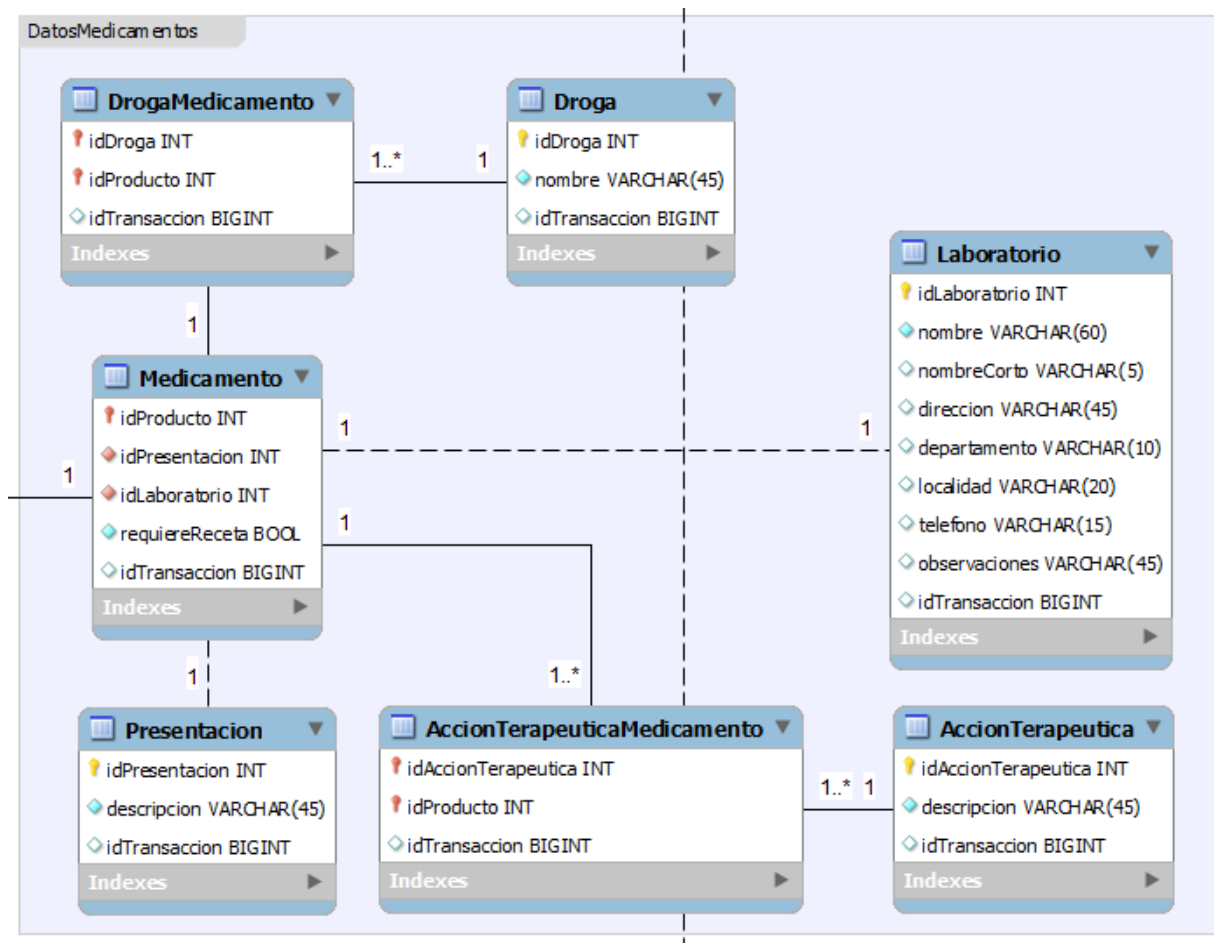 DatosMedicamentos
DrogaMedicamento
idDroga INT
idProducto INT
idTransaccion BIGINT
Indexes
1..*
1
Droga
idDroga INT
nombre VARCHAR(45)
idTransaccion BIGINT
Indexes
1
Medicamento
idProducto INT
idPresentacion INT
idLaboratorio INT
requiereReceta BOOL
idTransaccion BIGINT
Indexes
1
1
1
1
Laboratorio
idLaboratorio INT
nombre VARCHAR(60)
nombreCorto VARCHAR(5)
direccion VARCHAR(45)
departamento VARCHAR(10)
localidad VARCHAR(20)
telefono VARCHAR(15)
observaciones VARCHAR(45)
idTransaccion BIGINT
Indexes
1
1..*
Presentacion
idPresentacion INT
descripcion VARCHAR(45)
idTransaccion BIGINT
Indexes
AccionTerapeuticaMedicamento
idAccionTerapeutica INT
idProducto INT
idTransaccion BIGINT
Indexes
1..*
1
AccionTerapeutica
idAccionTerapeutica INT
descripcion VARCHAR(45)
idTransaccion BIGINT
Indexes